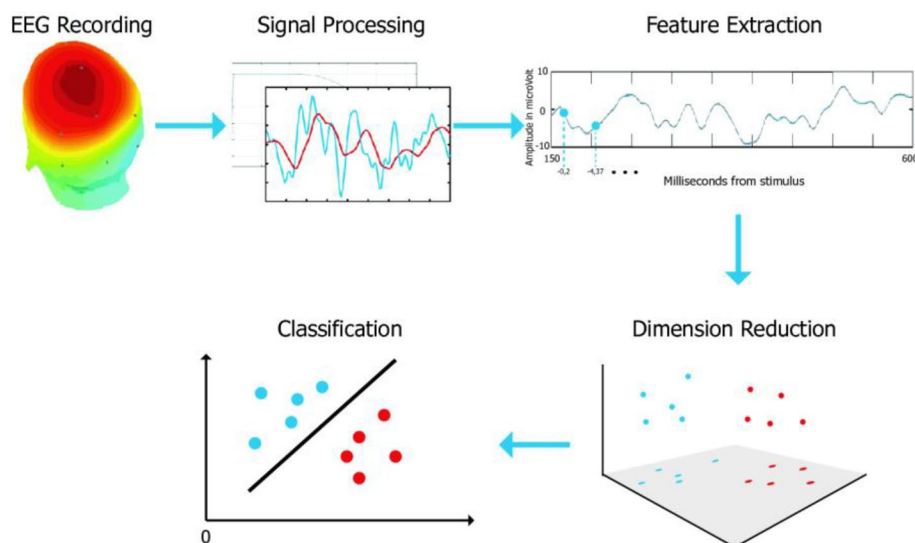 EEG Recording
Signal Processing
Feature Extraction
Amplitude in microVolt
10
0
-10
150
600
-0,2
-4,37
Milliseconds from stimulus
Classification
Dimension Reduction
0